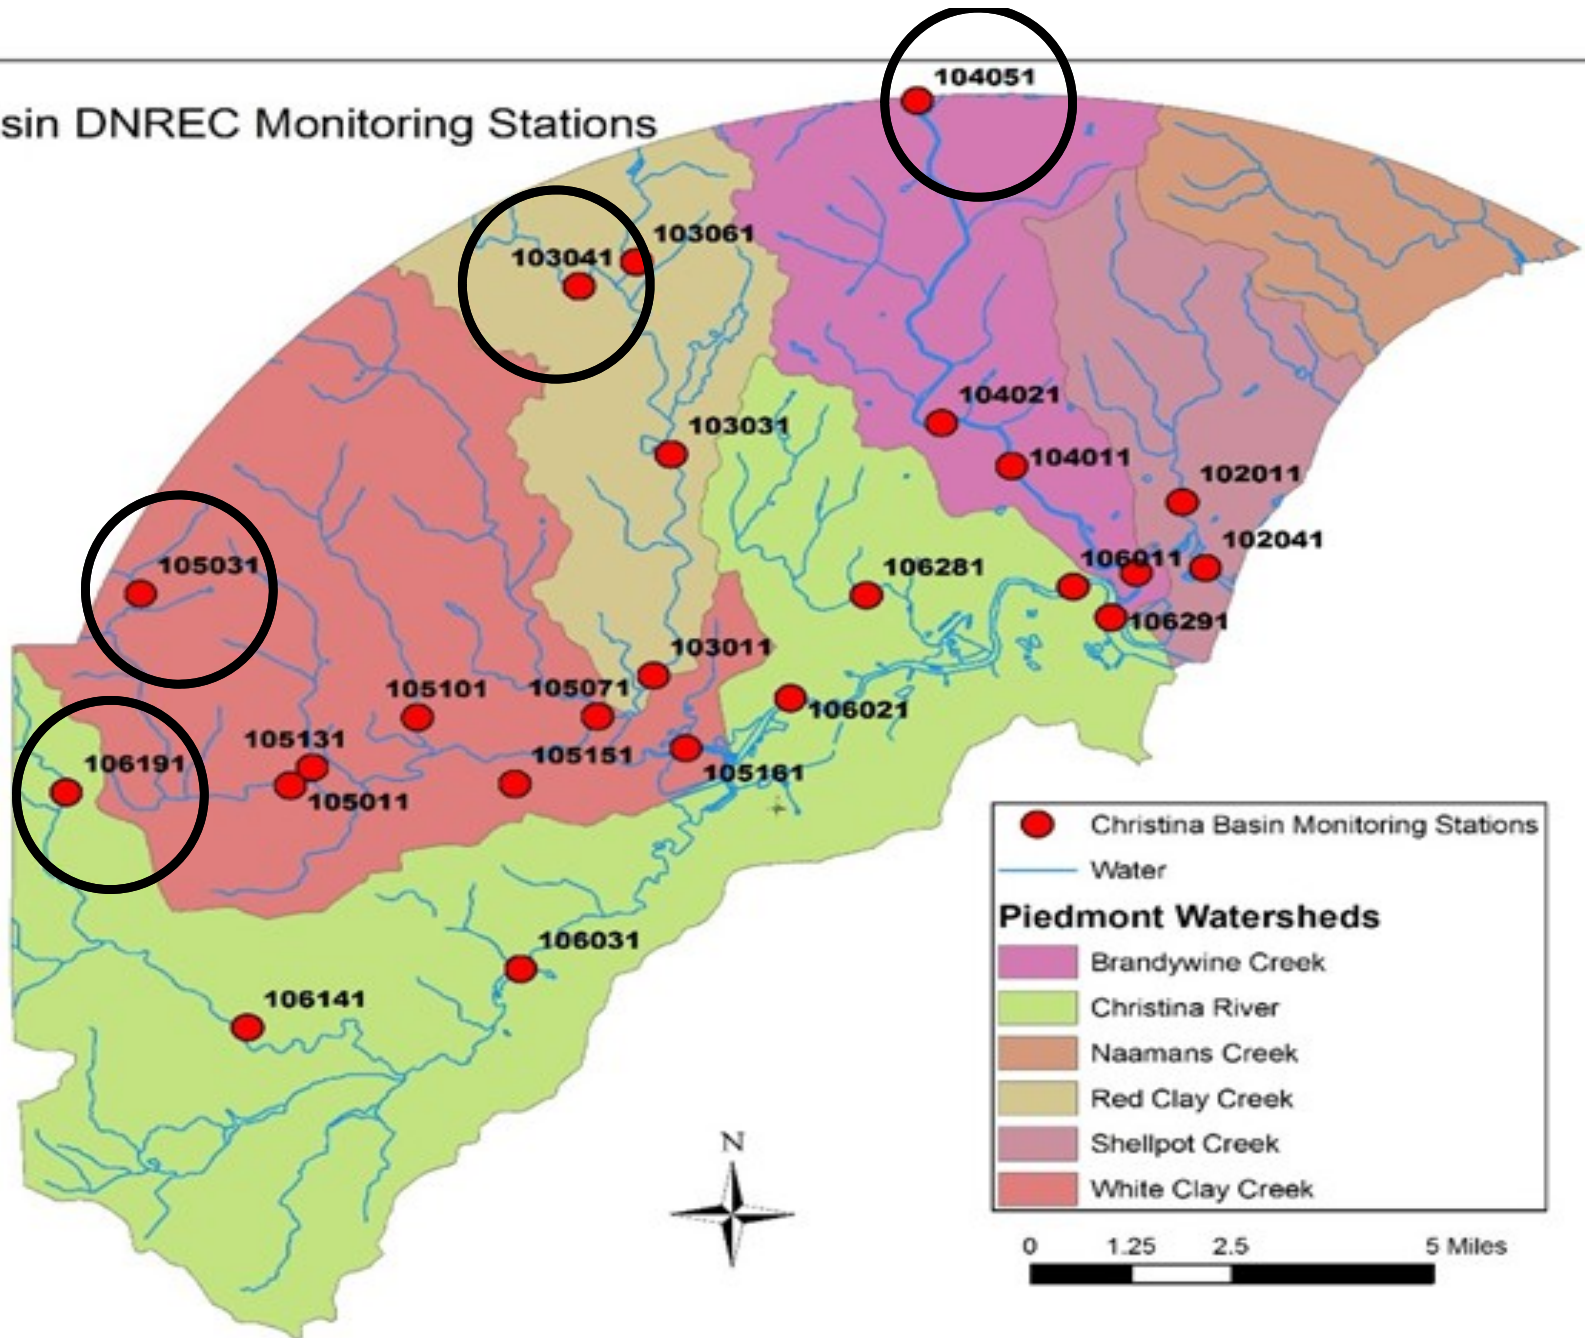 104051
sin DNREC Monitoring Stations
103061
103041
104021
103031
104011
102011
102041
105031
106281
106011
106291
103011
105101
105071
106021
105131
105151
106191
105161
105011
Christina Basin Monitoring Stations
Water
Piedmont Watersheds
106031
Brandywine Creek
106141
Christina River
Naamans Creek
Red Clay Creek
Shellpot Creek
N
White Clay Creek
0 1.25 2.5 5 Miles